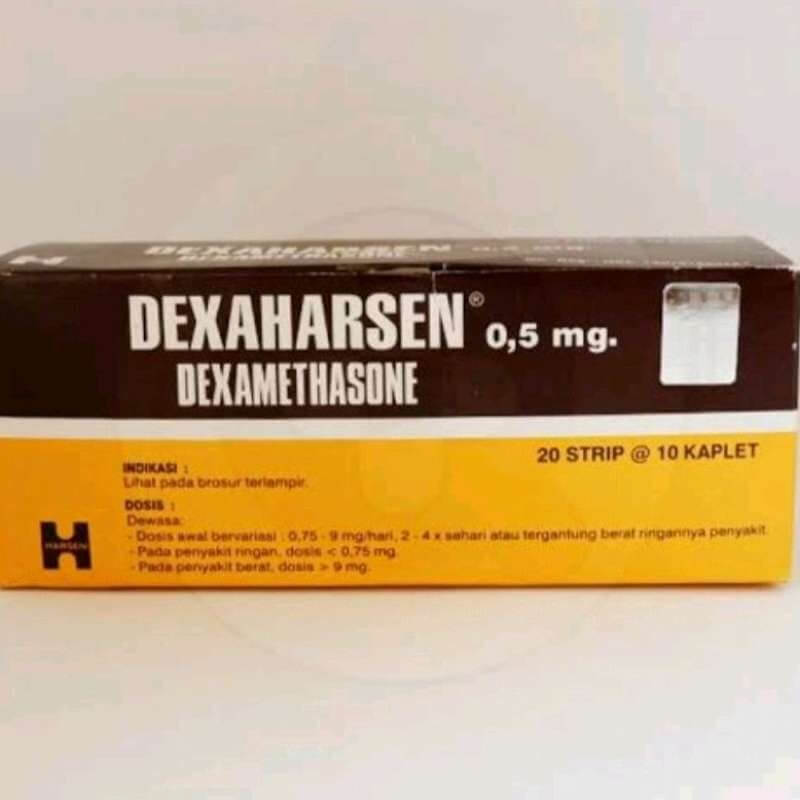 DEXAHARSEN
DEXAMETHASONE
DEXAHARSEN® 0,5 mg.
DEXAMETHASONE
20 STRIP @ 10 KAPLET
INDIKASI :
Lihat pada brosur terlampir.
DOSIS :
Dewasa:
- Dosis awal bervariasi : 0,75 - 9 mg/hari, 2 - 4 x sehari atau tergantung berat ringannya penyakit.
- Pada penyakit ringan, dosis < 0,75 mg.
- Pada penyakit berat, dosis > 9 mg.
HARSEN